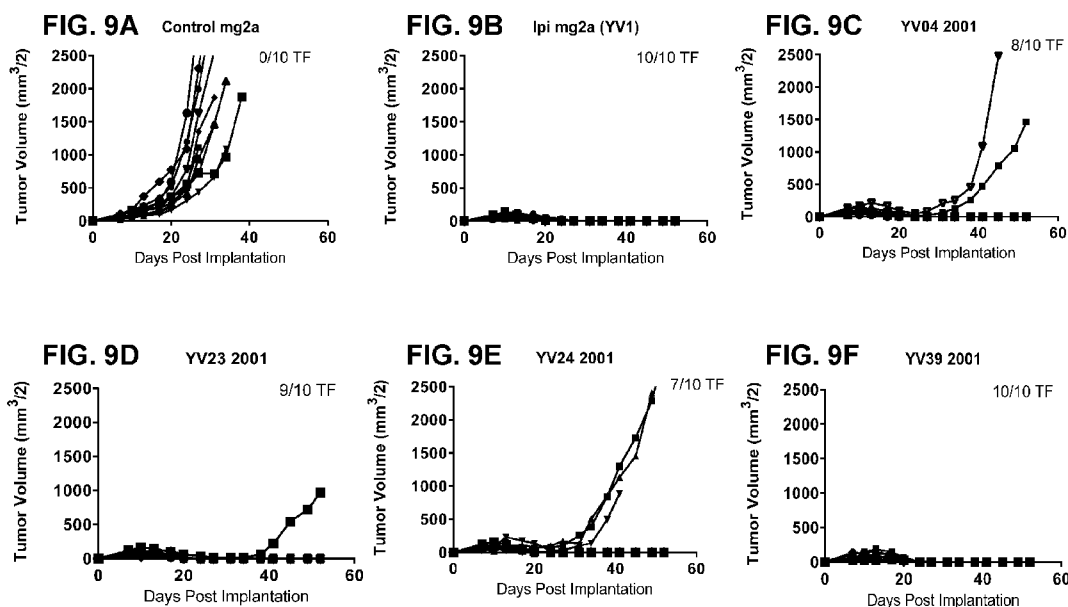 FIG. 9A
Control mg2a
0/10 TF
Tumor Volume (mm3/2)
2500
2000
1500
1000
500
0
0 20 40 60
Days Post Implantation
FIG. 9B
Ipi mg2a (YV1)
10/10 TF
Tumor Volume (mm3/2)
2500
2000
1500
1000
500
0
0 20 40 60
Days Post Implantation
FIG. 9C
YV04 2001
8/10 TF
Tumor Volume (mm3/2)
2500
2000
1500
1000
500
0
0 20 40 60
Days Post Implantation
FIG. 9D
YV23 2001
9/10 TF
Tumor Volume (mm3/2)
2500
2000
1500
1000
500
0
0 20 40 60
Days Post Implantation
FIG. 9E
YV24 2001
7/10 TF
Tumor Volume (mm3/2)
2500
2000
1500
1000
500
0
0 20 40 60
Days Post Implantation
FIG. 9F
YV39 2001
10/10 TF
Tumor Volume (mm3/2)
2500
2000
1500
1000
500
0
0 20 40 60
Days Post Implantation